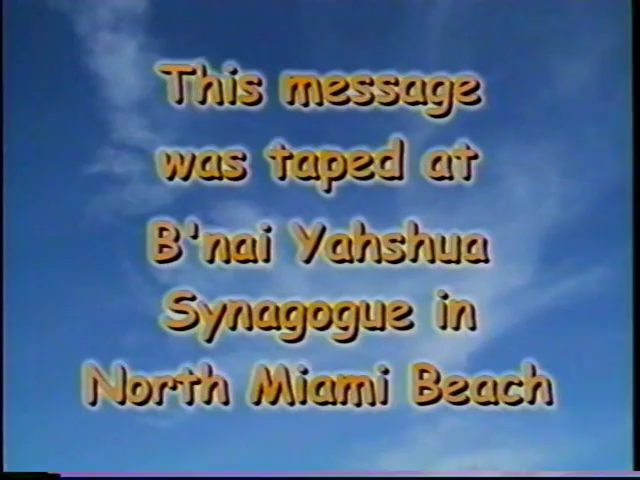 This message
was taped at
B'nai Yahshua
Synagogue in
North Miami Beach